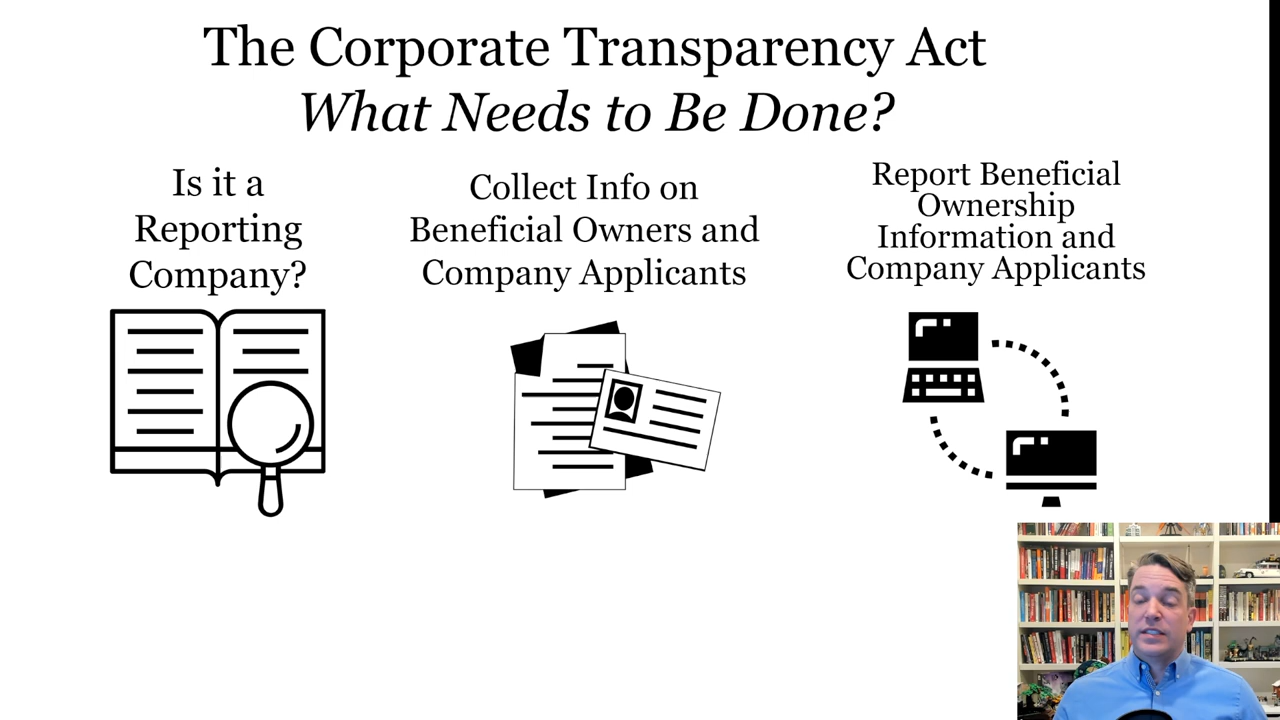 The Corporate Transparency Act
What Needs to Be Done?
Is it a
Reporting
Company?
Collect Info on
Beneficial Owners and
Company Applicants
Report Beneficial
Ownership
Information and
Company Applicants